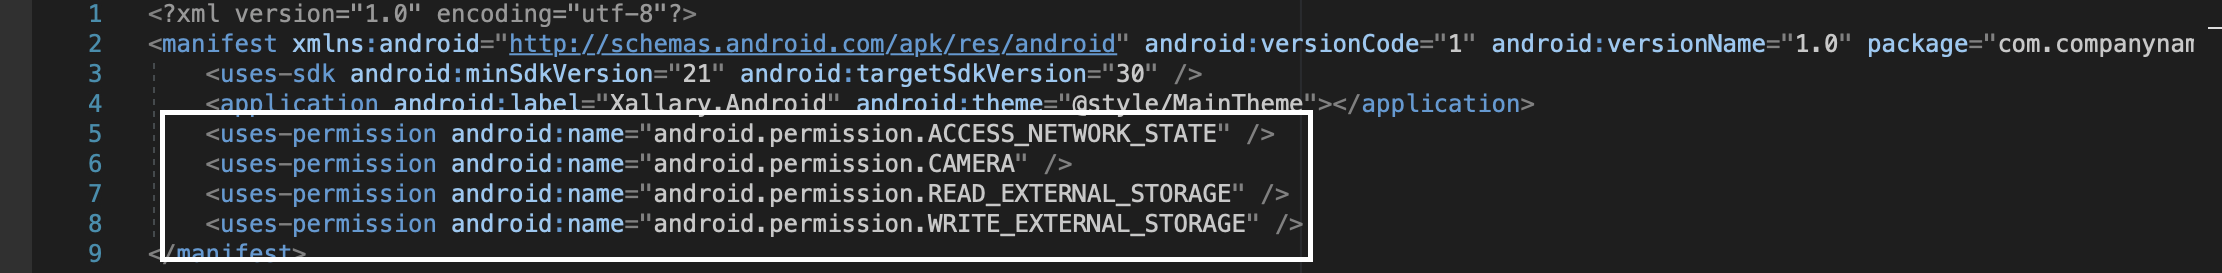 1 <?xml version="1.0" encoding="utf-8"?>
2 <manifest xmlns:android="http://schemas.android.com/apk/res/android" android:versionCode="1" android:versionName="1.0" package="com.companynam
3 <uses-sdk android:minSdkVersion="21" android:targetSdkVersion="30" />
4 <application android:label="Xallary.Android" android:theme="@style/MainTheme"></application>
5 <uses-permission android:name="android.permission.ACCESS_NETWORK_STATE" />
6 <uses-permission android:name="android.permission.CAMERA" />
7 <uses-permission android:name="android.permission.READ_EXTERNAL_STORAGE" />
8 <uses-permission android:name="android.permission.WRITE_EXTERNAL_STORAGE" />
9 </manifest>